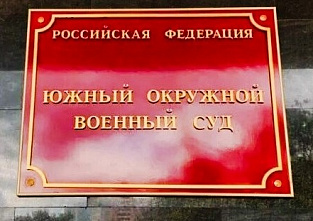 РОССИЙСКАЯ ФЕДЕРАЦИЯ
ЮЖНЫЙ ОКРУЖНОЙ
ВОЕННЫЙ СУД